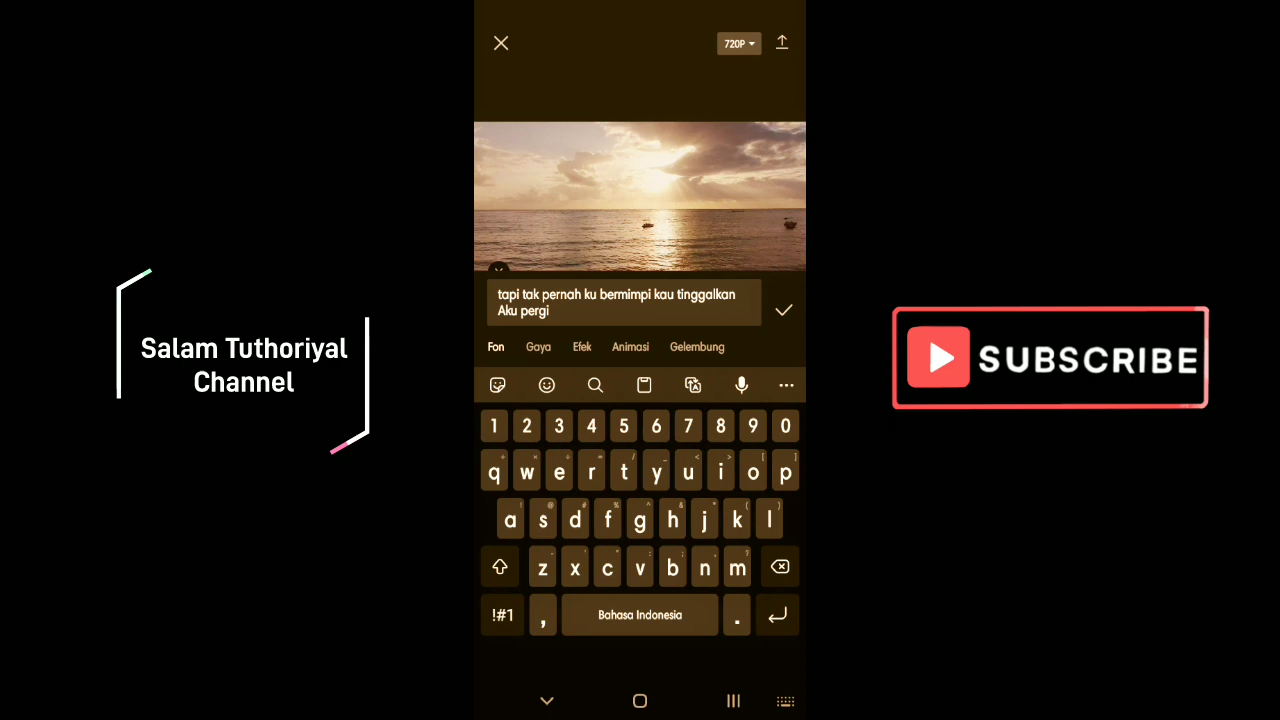 720P
tapi tak pernah ku bermimpi kau tinggalkan
Aku pergi
Fon Gaya Efek Animasi Gelembung
Salam Tuthoriyal
Channel
SUBSCRIBE
1 2 3 4 5 6 7 8 9 0
q w e r t y u i o p
a s d f g h j k l
z x c v b n m
!#1 , Bahasa Indonesia .